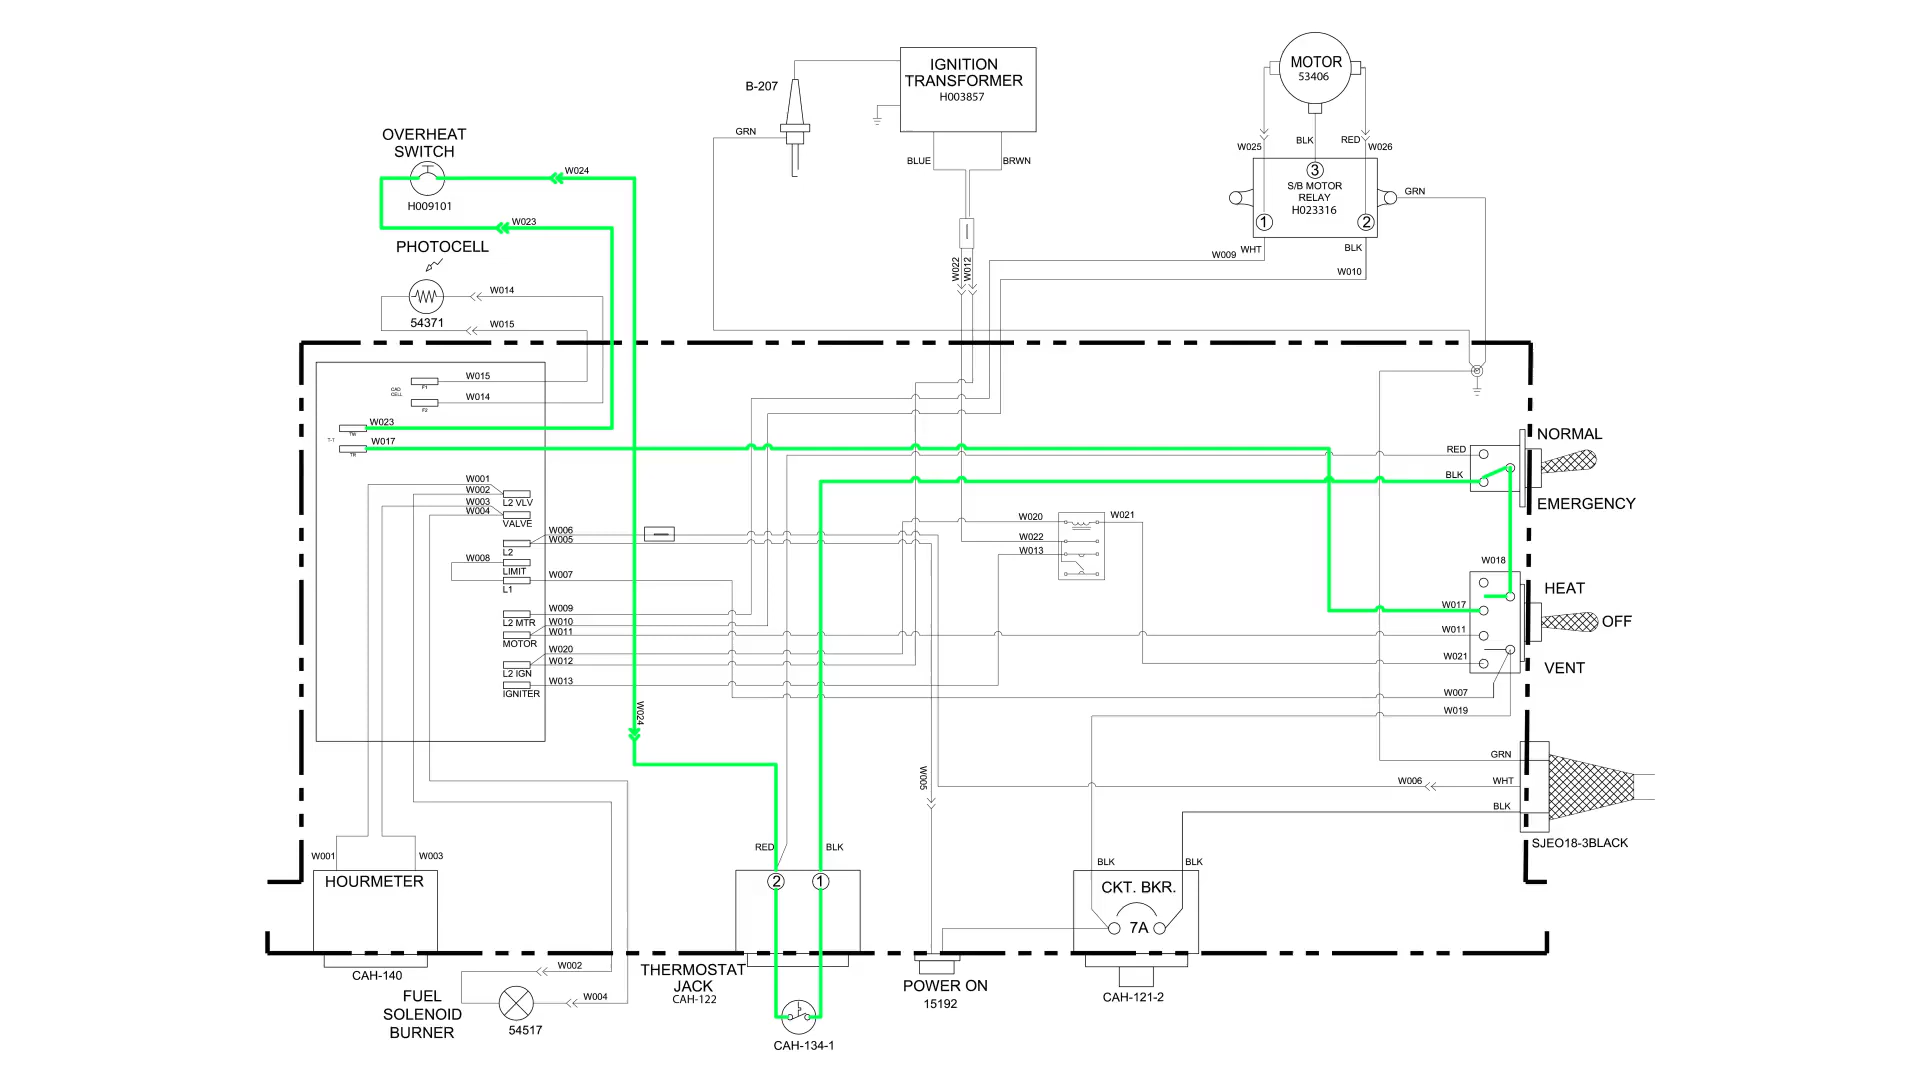 IGNITION
TRANSFORMER
H003857
B-207
GRN
BLUE
BRWN
MOTOR
53406
W025
BLK
RED
W026
3
S/B MOTOR
RELAY
H023316
1
2
GRN
WHT
BLK
W009
W010
W022
W012
OVERHEAT
SWITCH
H009101
W024
W023
PHOTOCELL
W014
54371
W015
W015
F1
CAD
CELL
W014
F2
W023
TW
T-T
W017
TR
W001
W002
L2 VLV
W003
W004
VALVE
W006
W005
L2
W008
LIMIT
W007
L1
W009
L2 MTR
W010
W011
MOTOR
W020
W012
L2 IGN
W013
IGNITER
W024
W020
W021
W022
W013
RED
BLK
NORMAL
EMERGENCY
W018
HEAT
W017
OFF
W011
W021
VENT
W007
W019
GRN
W006
WHT
BLK
SJEO18-3BLACK
W005
W001
W003
HOURMETER
CAH-140
W002
FUEL
SOLENOID
BURNER
W004
54517
RED
BLK
2
1
THERMOSTAT
JACK
CAH-122
CAH-134-1
POWER ON
15192
BLK
BLK
CKT. BKR.
7A
CAH-121-2